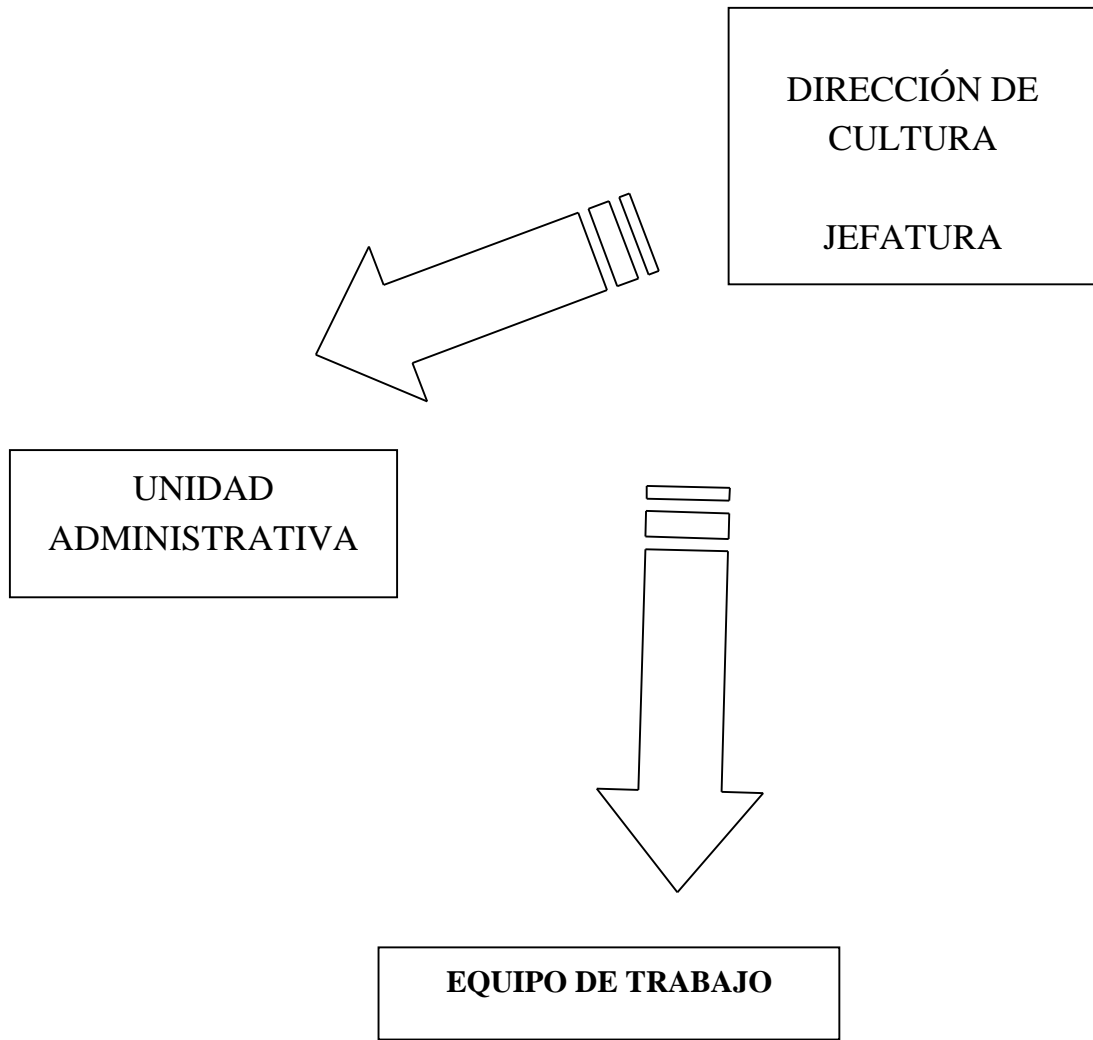 DIRECCIÓN DE
CULTURA
JEFATURA
UNIDAD
ADMINISTRATIVA
EQUIPO DE TRABAJO